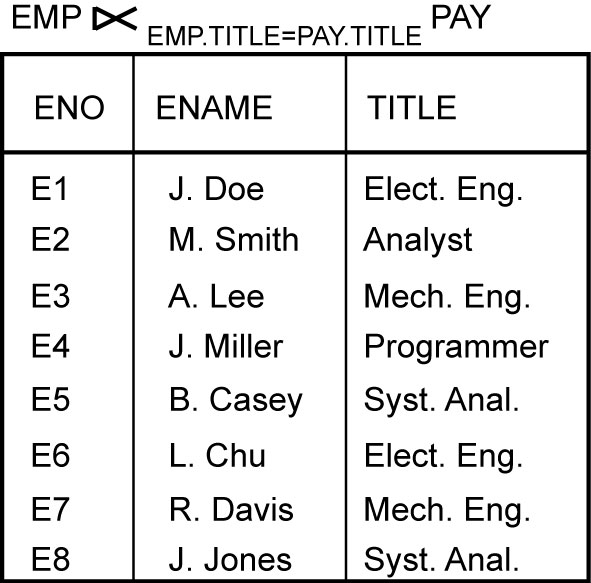 EMP ⋉ EMP.TITLE=PAY.TITLE PAY
ENO ENAME TITLE
E1 J. Doe Elect. Eng.
E2 M. Smith Analyst
E3 A. Lee Mech. Eng.
E4 J. Miller Programmer
E5 B. Casey Syst. Anal.
E6 L. Chu Elect. Eng.
E7 R. Davis Mech. Eng.
E8 J. Jones Syst. Anal.